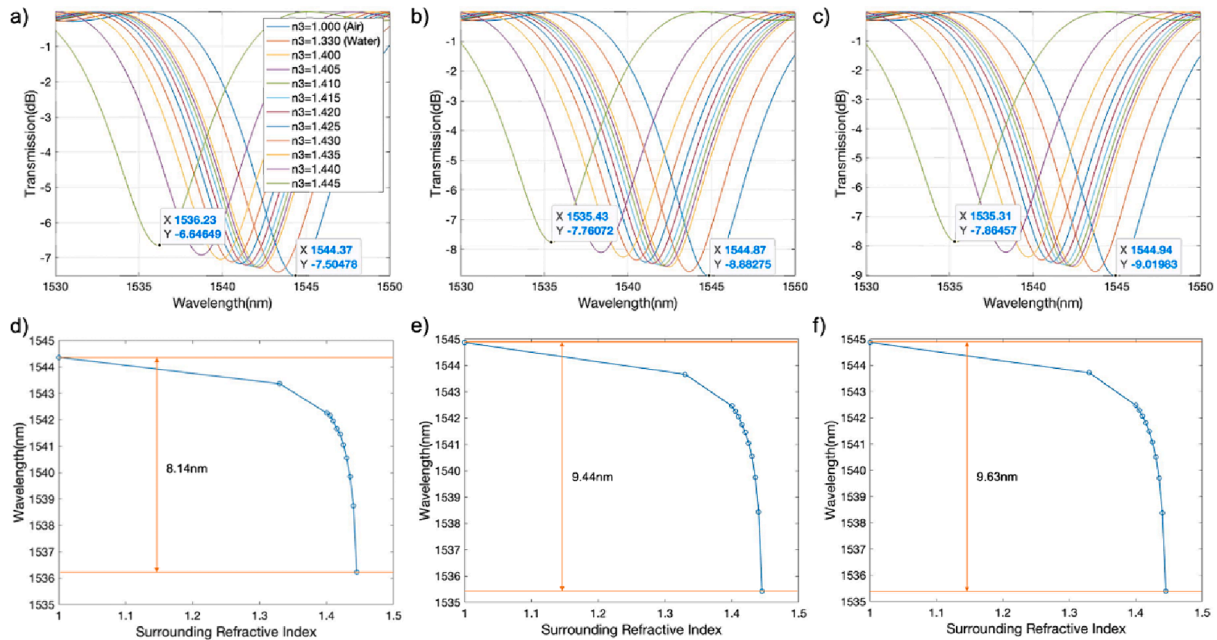 a)
Transmission(dB)
-1
-2
-3
-4
-5
-6
-7
n3=1.000 (Air)
n3=1.330 (Water)
n3=1.400
n3=1.405
n3=1.410
n3=1.415
n3=1.420
n3=1.425
n3=1.430
n3=1.435
n3=1.440
n3=1.445
X 1536.23
Y -6.64649
X 1544.37
Y -7.50478
1530 1535 1540 1545 1550
Wavelength(nm)
b)
Transmission(dB)
-1
-2
-3
-4
-5
-6
-7
-8
X 1535.43
Y -7.76072
X 1544.87
Y -8.88275
1530 1535 1540 1545 1550
Wavelength(nm)
c)
Transmission(dB)
-1
-2
-3
-4
-5
-6
-7
-8
-9
X 1535.31
Y -7.86457
X 1544.94
Y -9.01963
1530 1535 1540 1545 1550
Wavelength(nm)
d)
Wavelength(nm)
1545
1544
1543
1542
1541
1540
1539
1538
1537
1536
1535
8.14nm
1 1.1 1.2 1.3 1.4 1.5
Surrounding Refractive Index
e)
Wavelength(nm)
1545
1544
1543
1542
1541
1540
1539
1538
1537
1536
1535
9.44nm
1 1.1 1.2 1.3 1.4 1.5
Surrounding Refractive Index
f)
Wavelength(nm)
1545
1544
1543
1542
1541
1540
1539
1538
1537
1536
1535
9.63nm
1 1.1 1.2 1.3 1.4 1.5
Surrounding Refractive Index